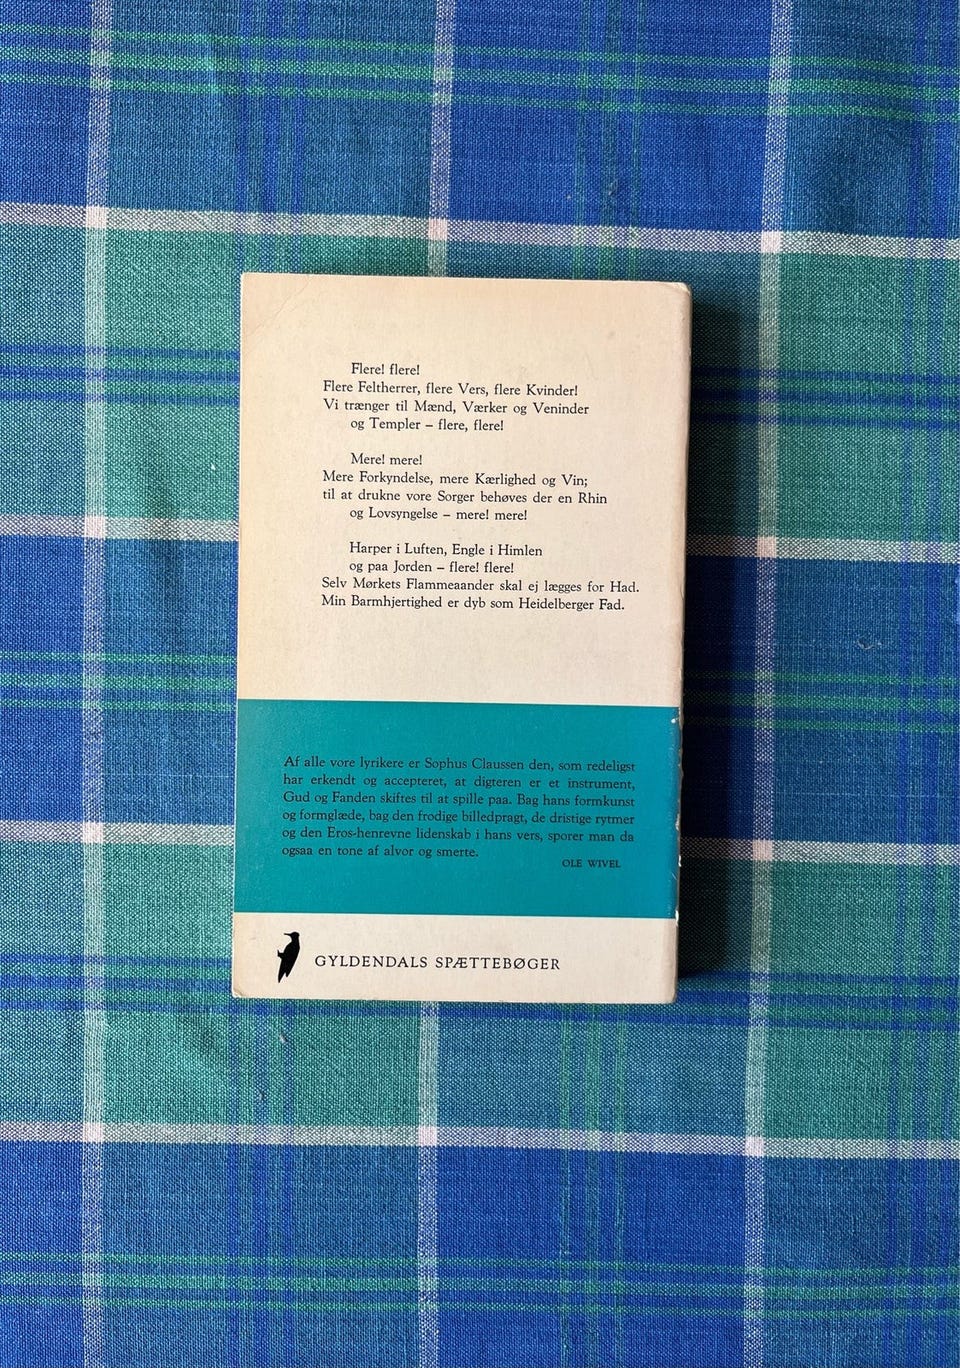 Flere! flere!
Flere Feltherrer, flere Vers, flere Kvinder!
Vi trænger til Mænd, Værker og Veninder
og Templer – flere, flere!
Mere! mere!
Mere Forkyndelse, mere Kærlighed og Vin;
til at drukne vore Sorger behøves der en Rhin
og Lovsyngelse – mere! mere!
Harper i Luften, Engle i Himlen
og paa Jorden – flere! flere!
Selv Mørkets Flammeaander skal ej lægges for Had.
Min Barmhjertighed er dyb som Heidelberger Fad.
Af alle vore lyrikere er Sophus Claussen den, som redeligst
har erkendt og accepteret, at digteren er et instrument,
Gud og Fanden skiftes til at spille paa. Bag hans formkunst
og formglæde, bag den frodige billedpragt, de dristige rytmer
og den Eros-henrevne lidenskab i hans vers, sporer man da
ogsaa en tone af alvor og smerte.
OLE WIVEL
GYLDENDALS SPÆTTEBØGER